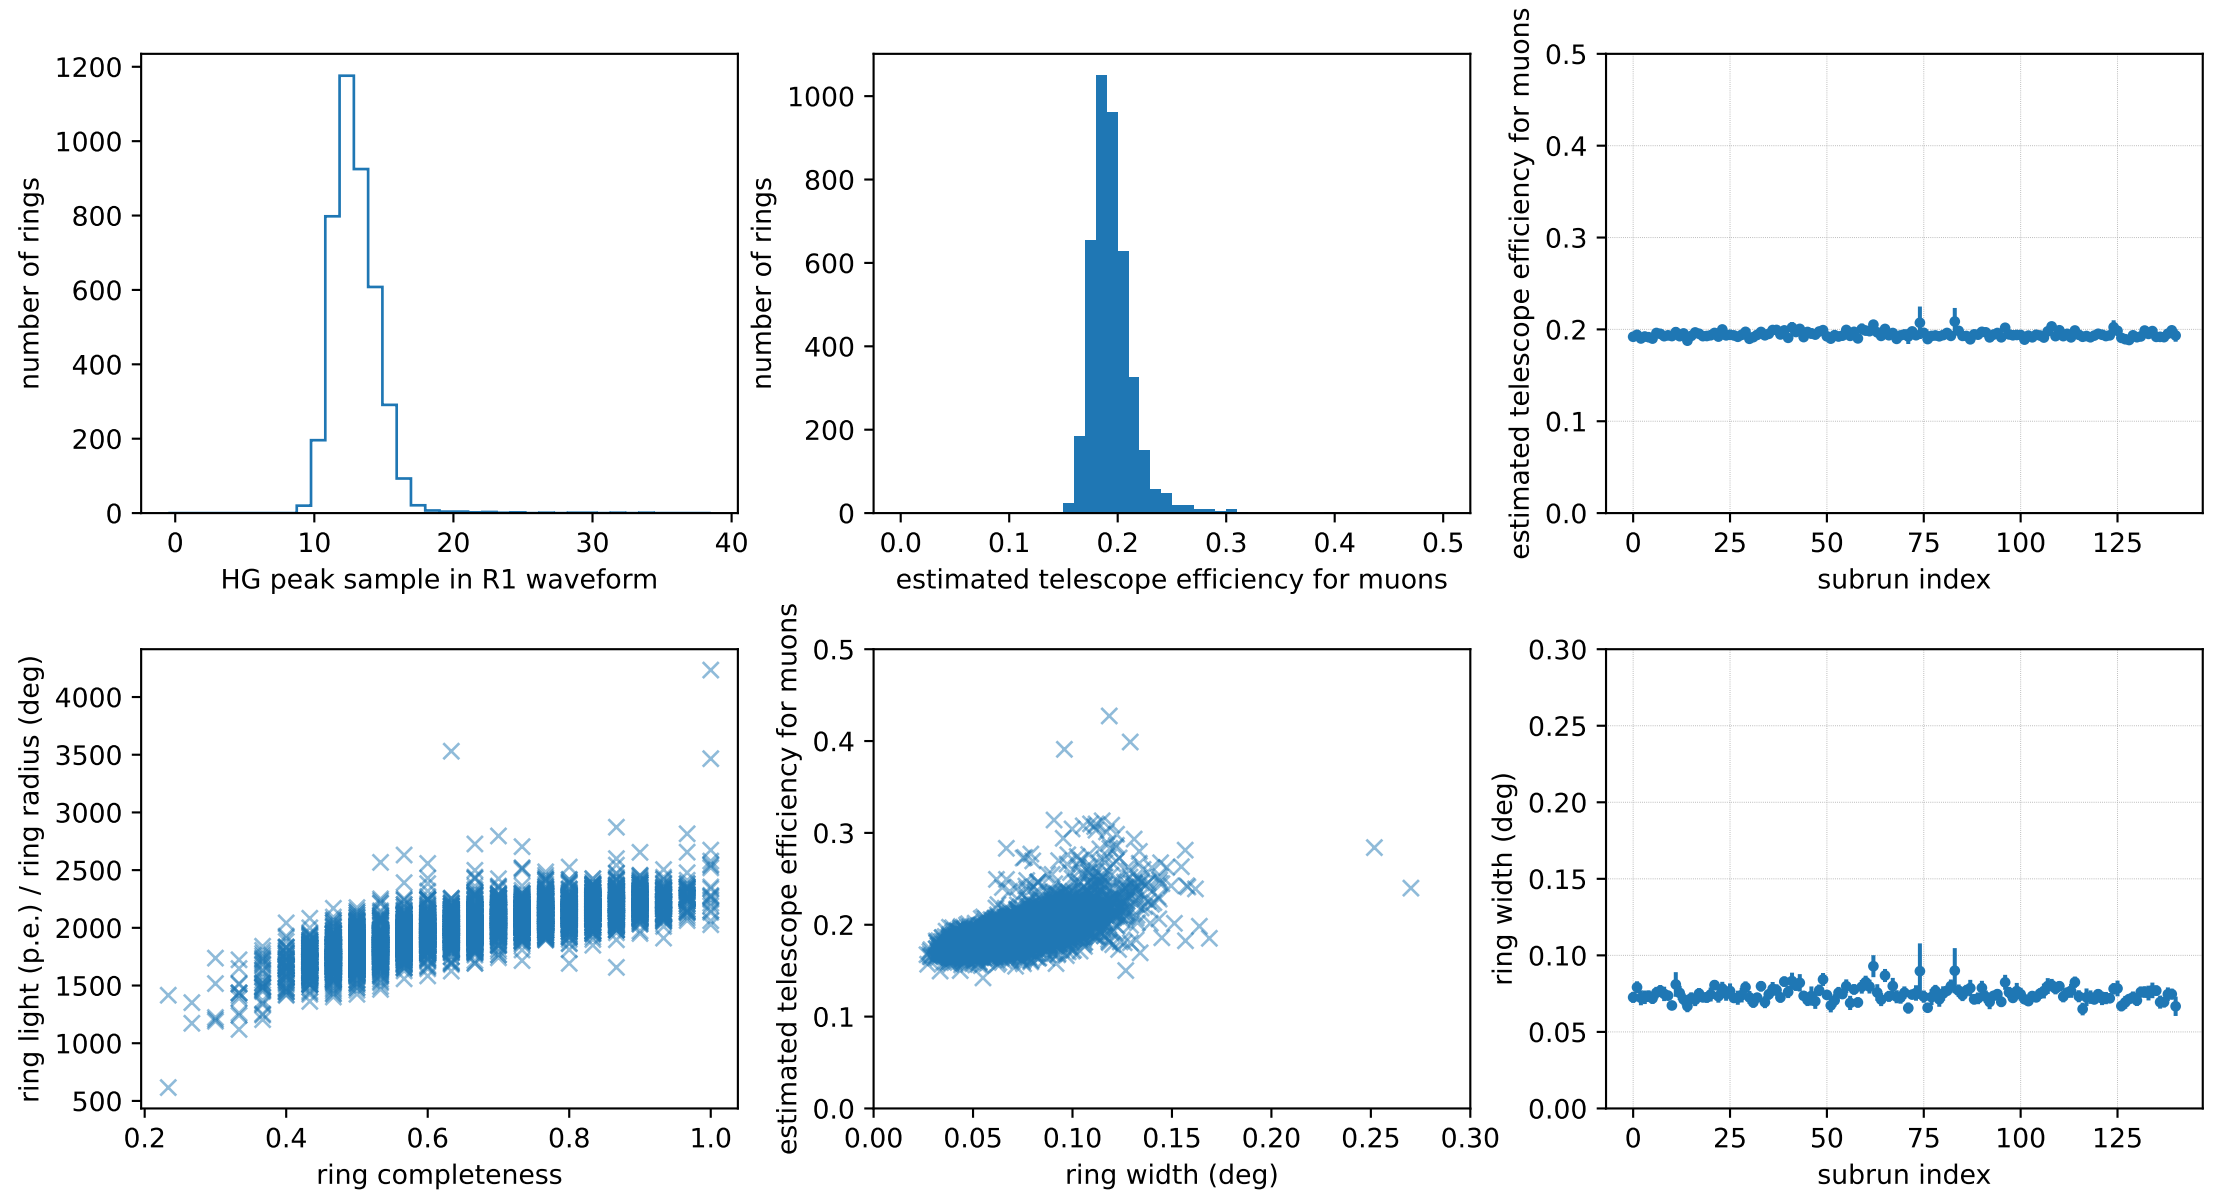 1200
1000
800
600
400
200
0
number of rings
0 10 20 30 40
HG peak sample in R1 waveform
1000
800
600
400
200
0
number of rings
0.0 0.1 0.2 0.3 0.4 0.5
estimated telescope efficiency for muons
0.5
0.4
0.3
0.2
0.1
0.0
estimated telescope efficiency for muons
0 25 50 75 100 125
subrun index
4000
3500
3000
2500
2000
1500
1000
500
ring light (p.e.) / ring radius (deg)
0.2 0.4 0.6 0.8 1.0
ring completeness
0.5
0.4
0.3
0.2
0.1
0.0
estimated telescope efficiency for muons
0.00 0.05 0.10 0.15 0.20 0.25 0.30
ring width (deg)
0.30
0.25
0.20
0.15
0.10
0.05
0.00
ring width (deg)
0 25 50 75 100 125
subrun index